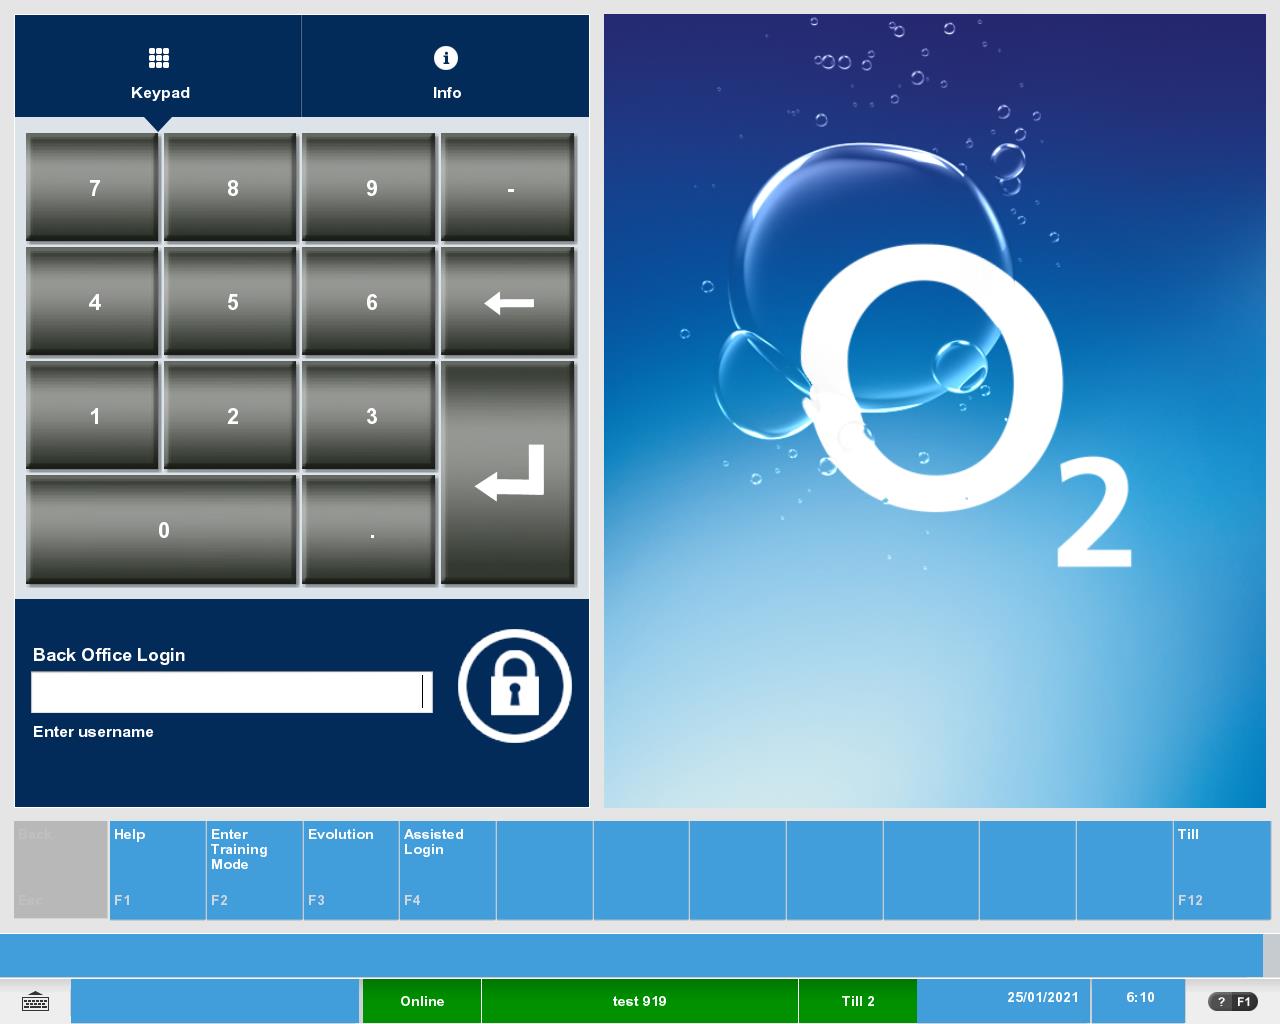 Keypad
Info
7
8
9
-
4
5
6
1
2
3
0
.
O2
Back Office Login
Enter username
Back
Esc
Help
F1
Enter
Training
Mode
F2
Evolution
F3
Assisted
Login
F4
Till
F12
Online
test 919
Till 2
25/01/2021
6:10
? F1